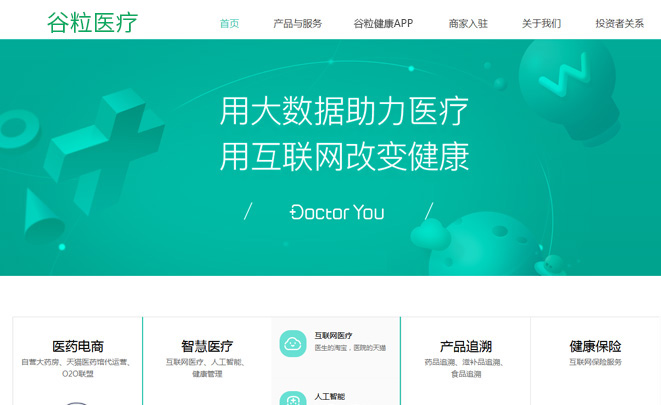 谷粒医疗
首页 产品与服务 谷粒健康APP 商家入驻 关于我们 投资者关系
用大数据助力医疗
用互联网改变健康
Doctor You
医药电商
自营大药房、天猫医药馆代运营、
O2O联盟
智慧医疗
互联网医疗、人工智能、
健康管理
互联网医疗
医生的淘宝，医院的天猫
人工智能
产品追溯
药品追溯、滋补品追溯、
食品追溯
健康保险
互联网保险服务